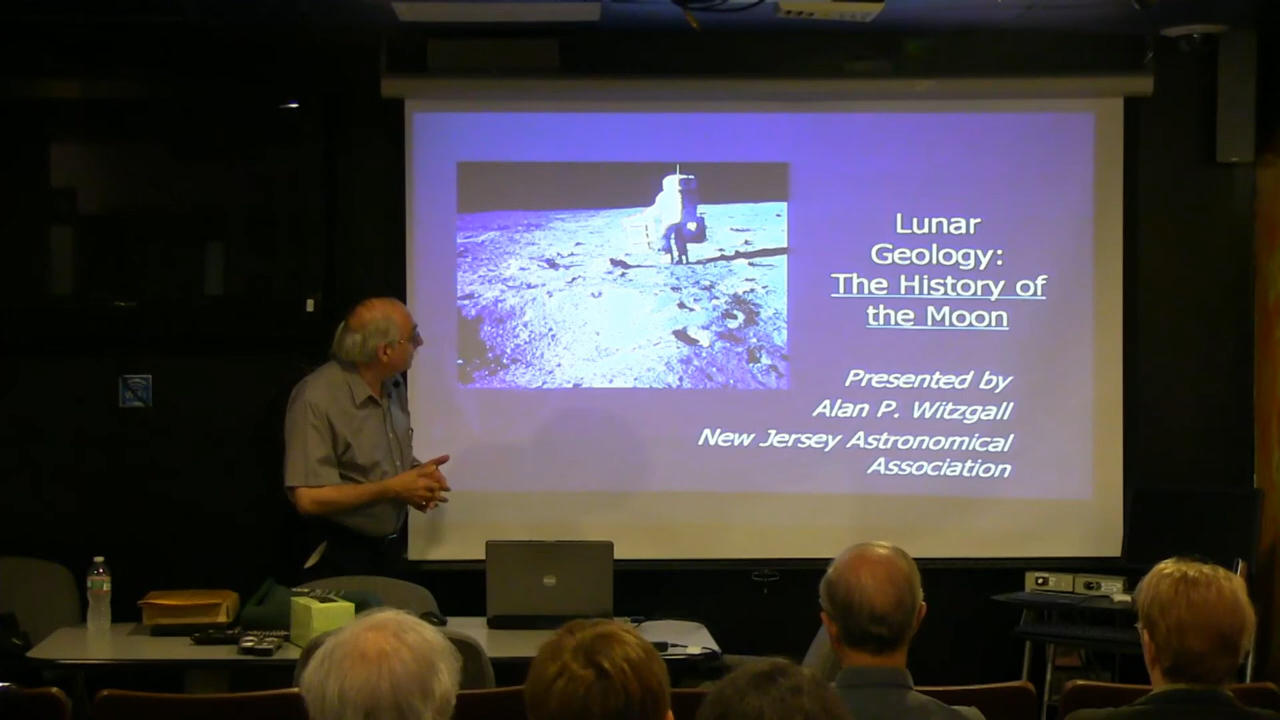 Lunar
Geology:
The History of
the Moon
Presented by
Alan P. Witzgall
New Jersey Astronomical
Association